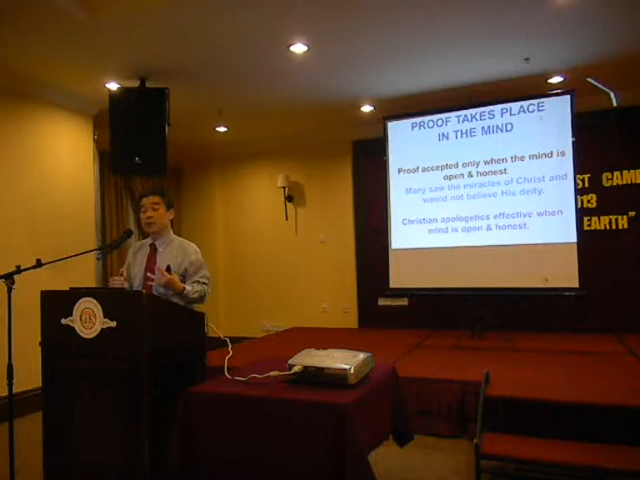 PROOF TAKES PLACE
IN THE MIND
Proof accepted only when the mind is
open & honest.
Many saw the miracles of Christ and
would not believe His deity.
Christian apologetics effective when
mind is open & honest.
ST CAMP
013
EARTH"